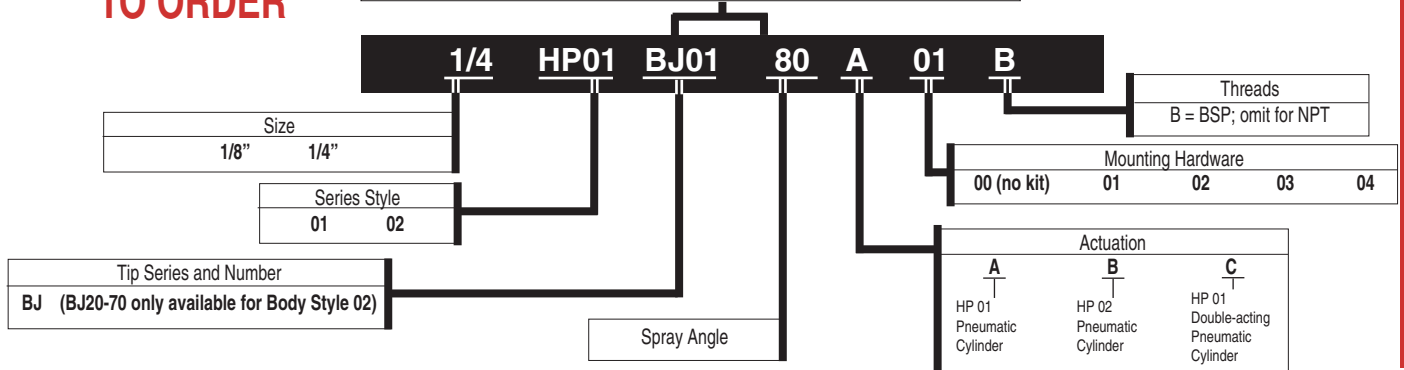 TO ORDER
1/4 HP01 BJ01 80 A 01 B
Threads
B = BSP; omit for NPT
Size
1/8” 1/4”
Mounting Hardware
00 (no kit) 01 02 03 04
Series Style
01 02
Actuation
A B C
HP 01
Pneumatic
Cylinder
HP 02
Pneumatic
Cylinder
HP 01
Double-acting
Pneumatic
Cylinder
Tip Series and Number
BJ (BJ20-70 only available for Body Style 02)
Spray Angle